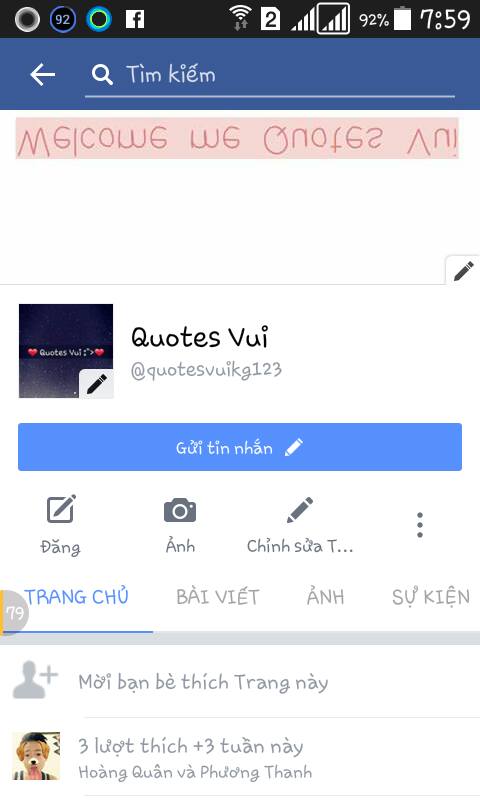 92
2
92%
7:59
Tìm kiếm
Welcome me Quotes Vui
Quotes Vui :">
Quotes Vui
@quotesvuikg123
Gửi tin nhắn
Đăng
Ảnh
Chỉnh sửa T...
79
TRANG CHỦ
BÀI VIẾT
ẢNH
SỰ KIỆN
Mời bạn bè thích Trang này
3 lượt thích +3 tuần này
Hoàng Quân và Phương Thanh